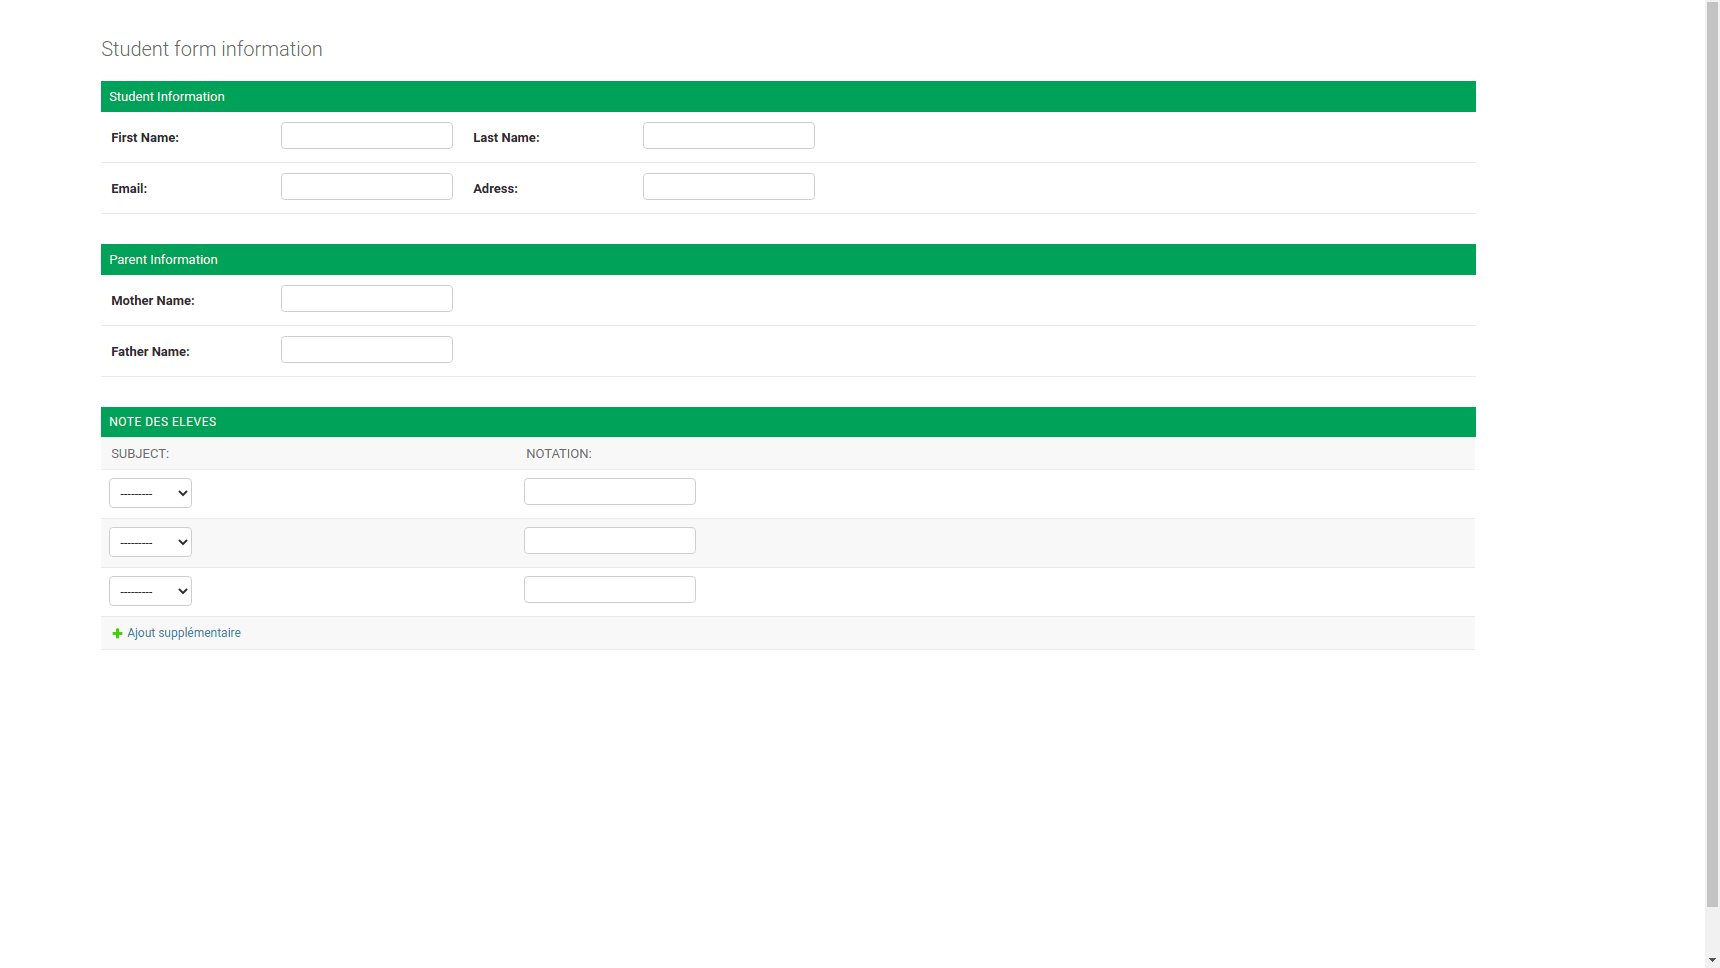 Student form information
Student Information
First Name: Last Name:
Email: Adress:
Parent Information
Mother Name:
Father Name:
NOTE DES ELEVES
SUBJECT: NOTATION:
---------
---------
---------
Ajout supplémentaire